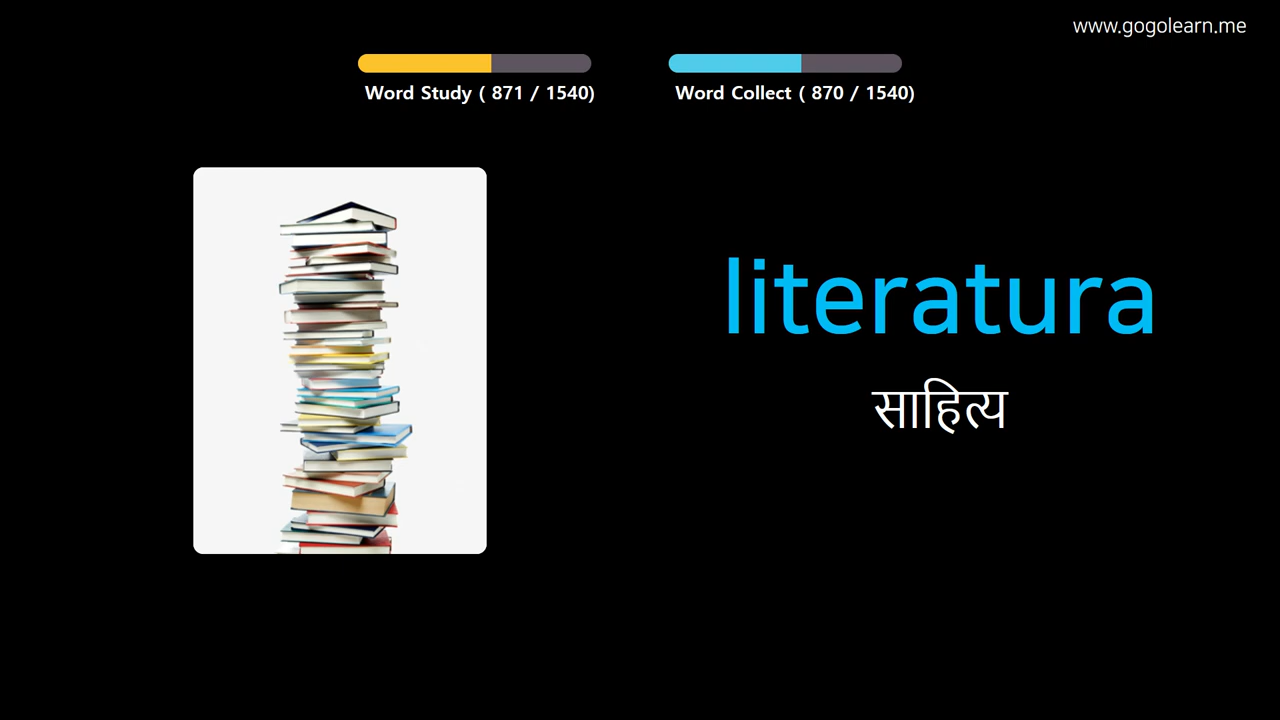 www.gogolearn.me
Word Study ( 871 / 1540)
Word Collect ( 870 / 1540)
literatura
साहित्य